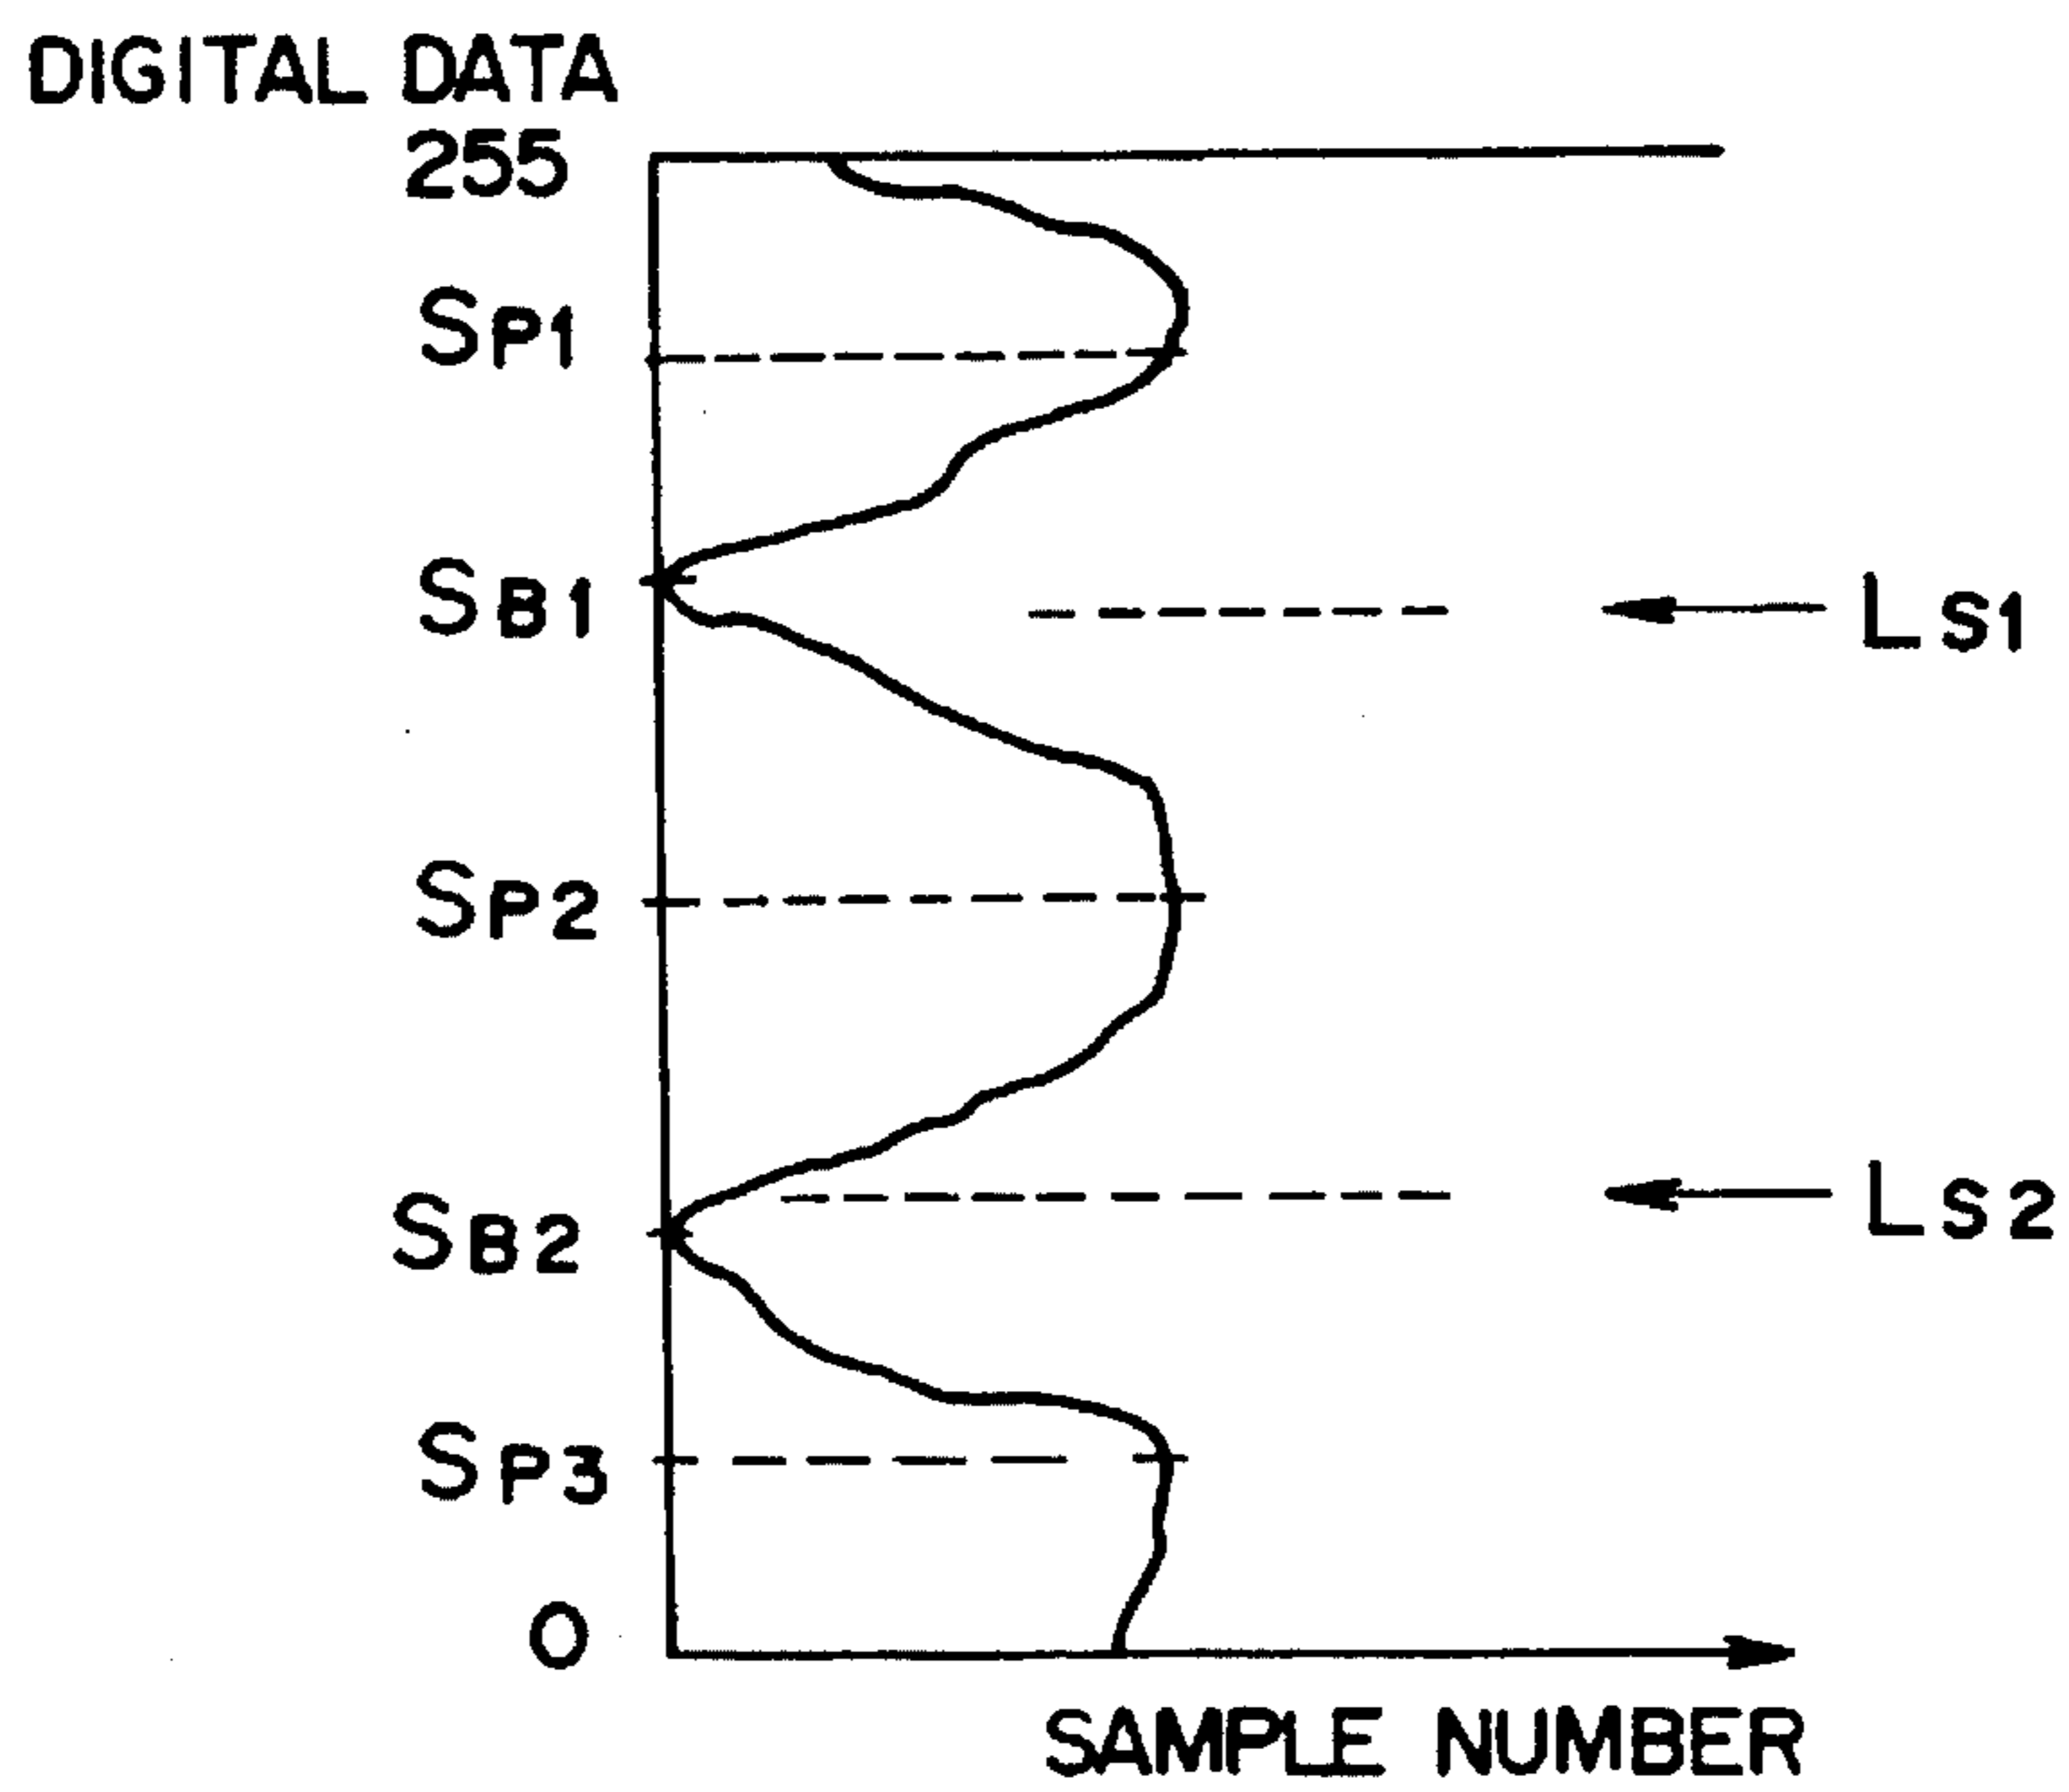 DIGITAL DATA
255
SP1
SB1
LS1
SP2
SB2
LS2
SP3
0
SAMPLE NUMBER